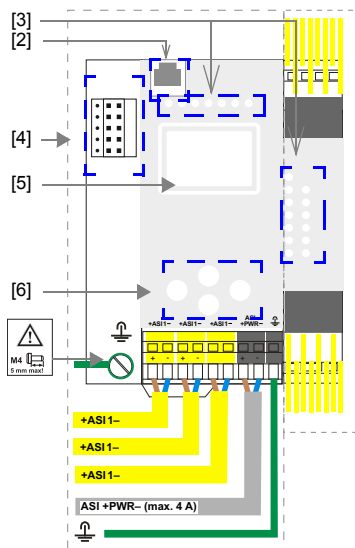 [3]
[2]
[4]
[5]
[6]
+ASI1– +ASI1– +ASI1– ASI +PWR–
+ - + - + -
M4
5 mm max!
+ASI1–
+ASI1–
+ASI1–
ASI +PWR– (max. 4 A)